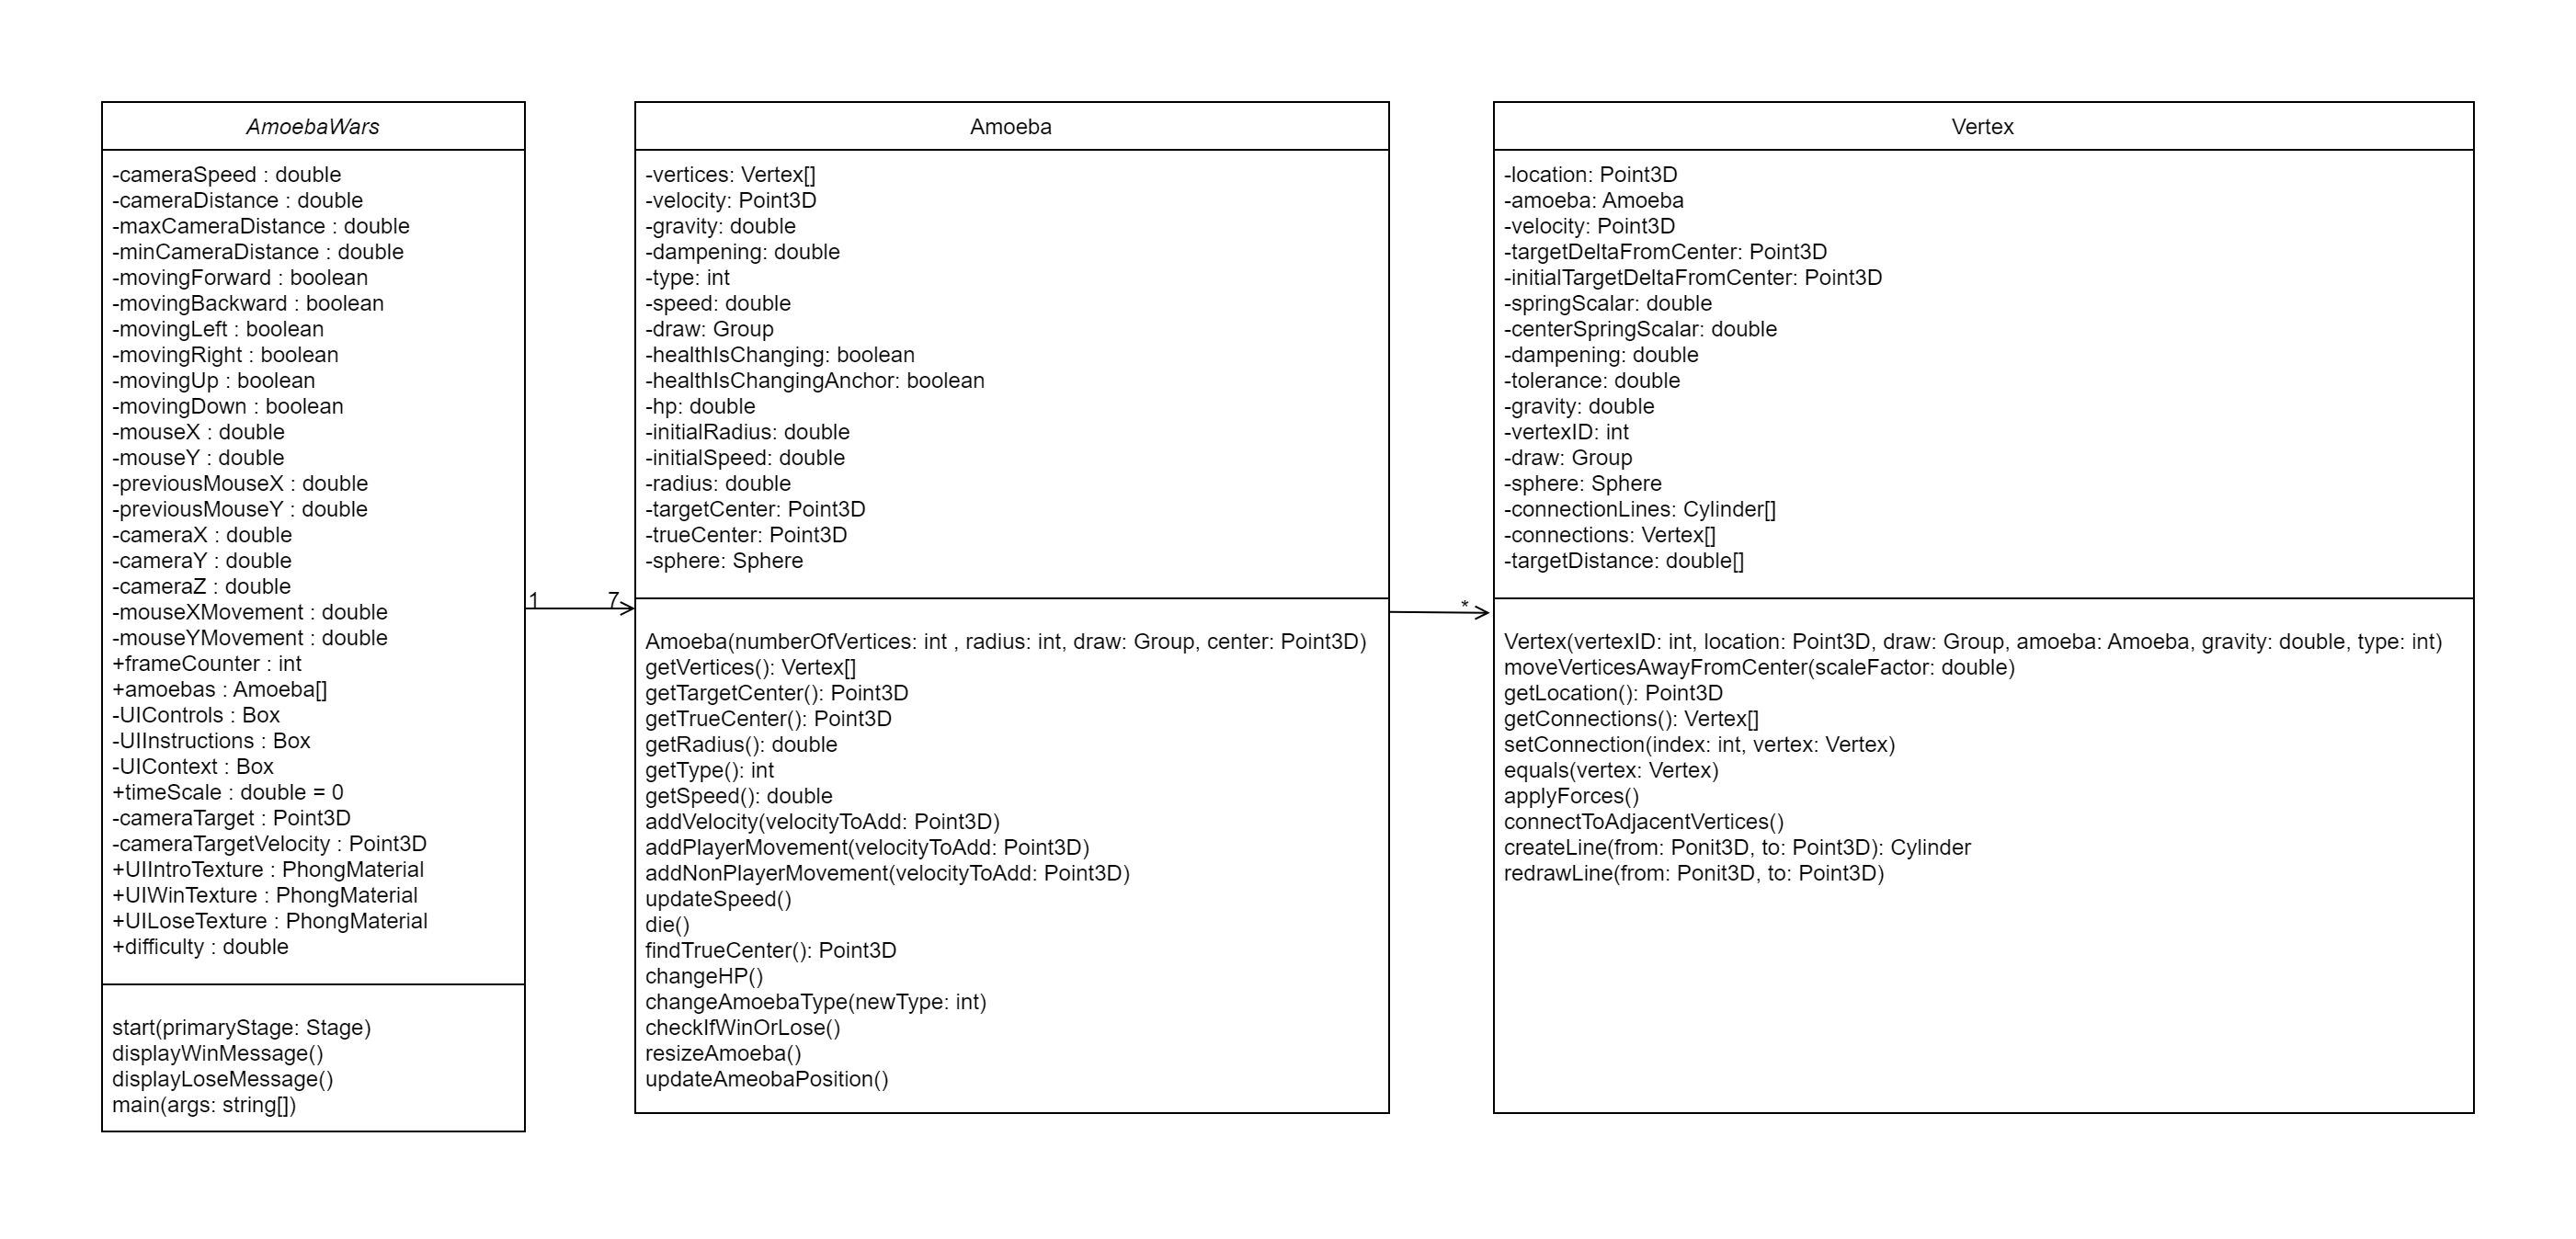 AmoebaWars
-cameraSpeed : double
-cameraDistance : double
-maxCameraDistance : double
-minCameraDistance : double
-movingForward : boolean
-movingBackward : boolean
-movingLeft : boolean
-movingRight : boolean
-movingUp : boolean
-movingDown : boolean
-mouseX : double
-mouseY : double
-previousMouseX : double
-previousMouseY : double
-cameraX : double
-cameraY : double
-cameraZ : double
-mouseXMovement : double
-mouseYMovement : double
+frameCounter : int
+amoebas : Amoeba[]
-UIControls : Box
-UIInstructions : Box
-UIContext : Box
+timeScale : double = 0
-cameraTarget : Point3D
-cameraTargetVelocity : Point3D
+UIIntroTexture : PhongMaterial
+UIWinTexture : PhongMaterial
+UILoseTexture : PhongMaterial
+difficulty : double
start(primaryStage: Stage)
displayWinMessage()
displayLoseMessage()
main(args: string[])
1
7
Amoeba
-vertices: Vertex[]
-velocity: Point3D
-gravity: double
-dampening: double
-type: int
-speed: double
-draw: Group
-healthIsChanging: boolean
-healthIsChangingAnchor: boolean
-hp: double
-initialRadius: double
-initialSpeed: double
-radius: double
-targetCenter: Point3D
-trueCenter: Point3D
-sphere: Sphere
Amoeba(numberOfVertices: int , radius: int, draw: Group, center: Point3D)
getVertices(): Vertex[]
getTargetCenter(): Point3D
getTrueCenter(): Point3D
getRadius(): double
getType(): int
getSpeed(): double
addVelocity(velocityToAdd: Point3D)
addPlayerMovement(velocityToAdd: Point3D)
addNonPlayerMovement(velocityToAdd: Point3D)
updateSpeed()
die()
findTrueCenter(): Point3D
changeHP()
changeAmoebaType(newType: int)
checkIfWinOrLose()
resizeAmoeba()
updateAmeobaPosition()
*
Vertex
-location: Point3D
-amoeba: Amoeba
-velocity: Point3D
-targetDeltaFromCenter: Point3D
-initialTargetDeltaFromCenter: Point3D
-springScalar: double
-centerSpringScalar: double
-dampening: double
-tolerance: double
-gravity: double
-vertexID: int
-draw: Group
-sphere: Sphere
-connectionLines: Cylinder[]
-connections: Vertex[]
-targetDistance: double[]
Vertex(vertexID: int, location: Point3D, draw: Group, amoeba: Amoeba, gravity: double, type: int)
moveVerticesAwayFromCenter(scaleFactor: double)
getLocation(): Point3D
getConnections(): Vertex[]
setConnection(index: int, vertex: Vertex)
equals(vertex: Vertex)
applyForces()
connectToAdjacentVertices()
createLine(from: Ponit3D, to: Point3D): Cylinder
redrawLine(from: Ponit3D, to: Point3D)